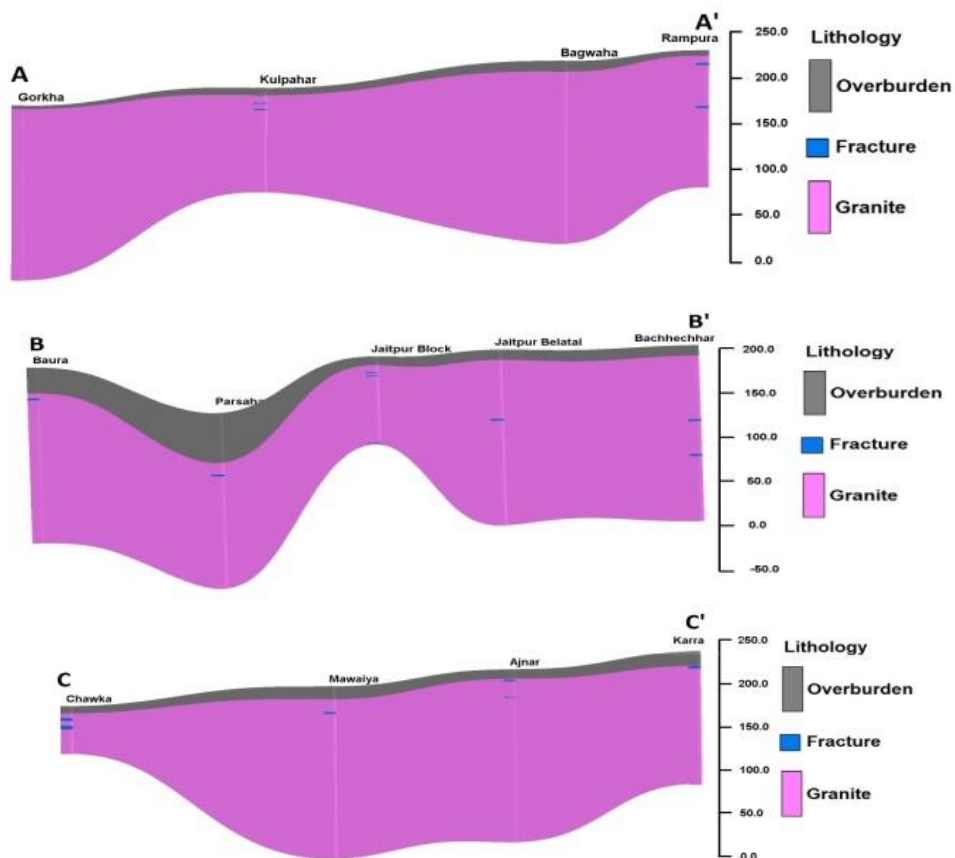 A
A'
Gorkha
Kulpahar
Bagwaha
Rampura
250.0
200.0
150.0
100.0
50.0
0.0
Lithology
Overburden
Fracture
Granite
B
B'
Baura
Parsaha
Jaitpur Block
Jaitpur Belatal
Bachhechhar
200.0
150.0
100.0
50.0
0.0
-50.0
Lithology
Overburden
Fracture
Granite
C
C'
Chawka
Mawaiya
Ajnar
Karra
250.0
200.0
150.0
100.0
50.0
0.0
Lithology
Overburden
Fracture
Granite